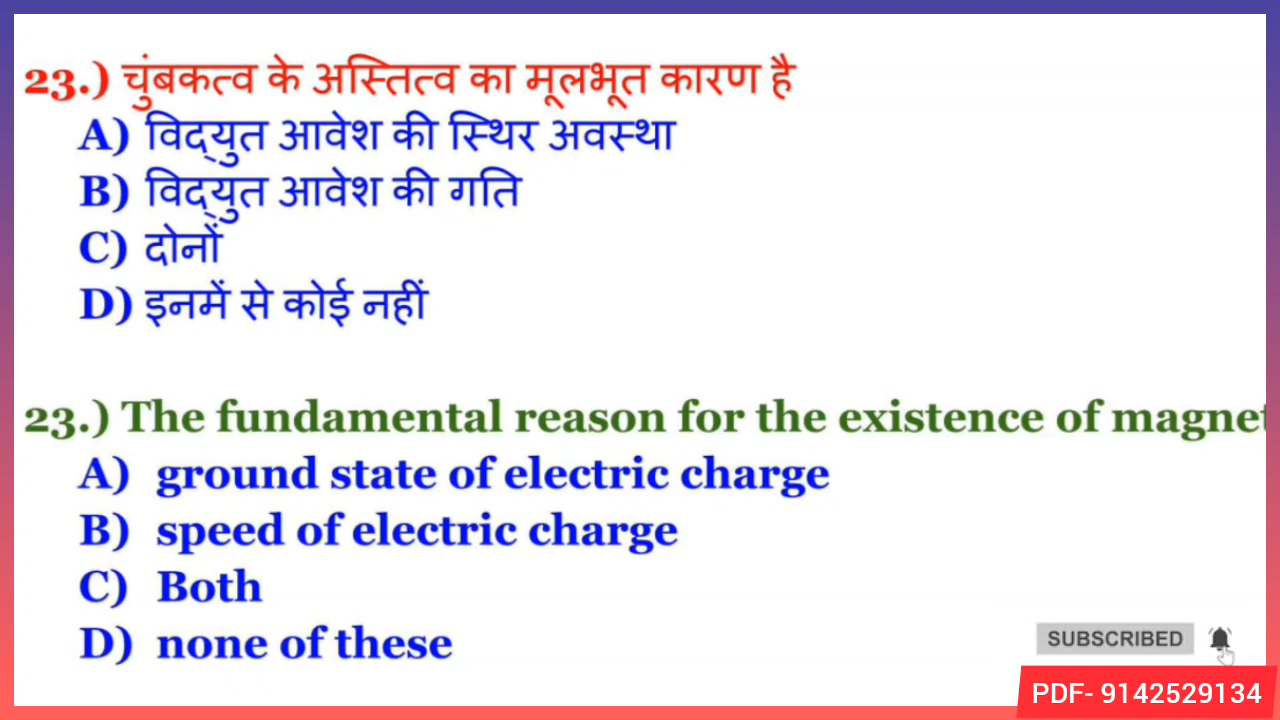 23.) चुंबकत्व के अस्तित्व का मूलभूत कारण है
A) विद्युत आवेश की स्थिर अवस्था
B) विद्युत आवेश की गति
C) दोनों
D) इनमें से कोई नहीं
23.) The fundamental reason for the existence of magnet
A) ground state of electric charge
B) speed of electric charge
C) Both
D) none of these
SUBSCRIBED
PDF- 9142529134